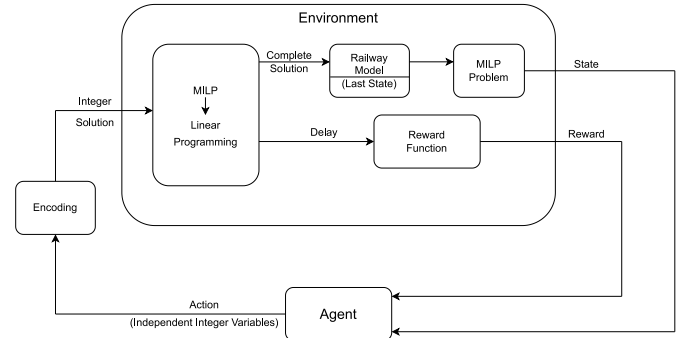 Environment
MILP
Linear
Programming
Complete
Solution
Railway
Model
(Last State)
MILP
Problem
State
Integer
Solution
Delay
Reward
Function
Reward
Encoding
Action
(Independent Integer Variables)
Agent